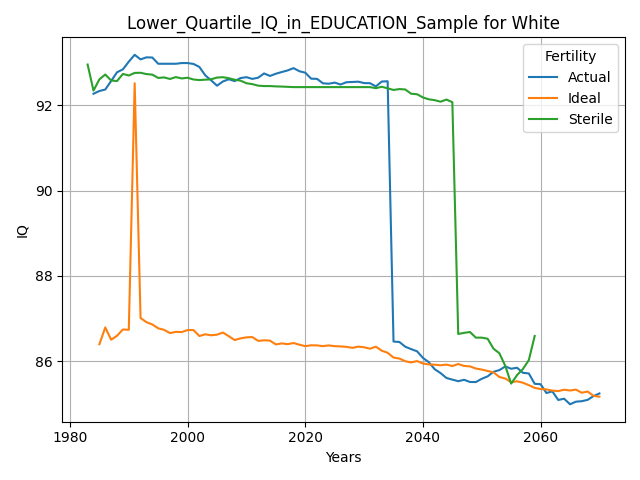 Lower_Quartile_IQ_in_EDUCATION_Sample for White
Fertility
Actual
Ideal
Sterile
IQ
92
90
88
86
1980
2000
2020
2040
2060
Years